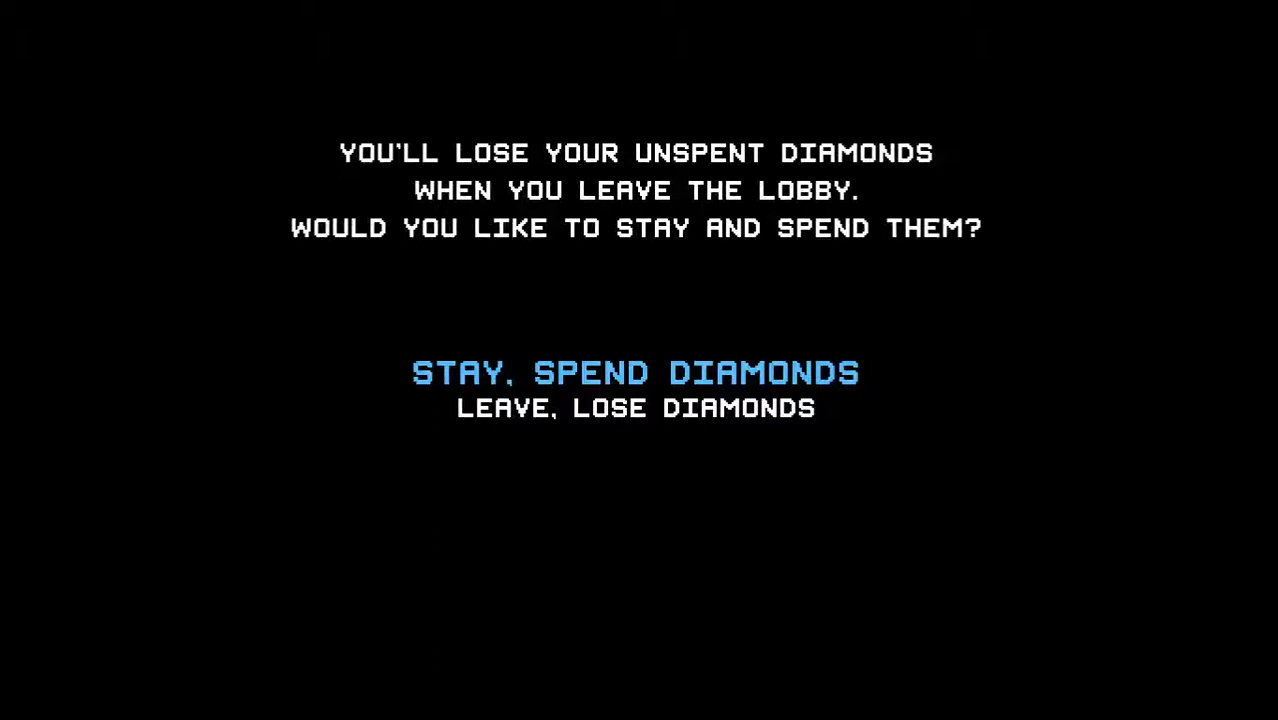 YOU'LL LOSE YOUR UNSPENT DIAMONDS
WHEN YOU LEAVE THE LOBBY.
WOULD YOU LIKE TO STAY AND SPEND THEM?
STAY, SPEND DIAMONDS
LEAVE, LOSE DIAMONDS